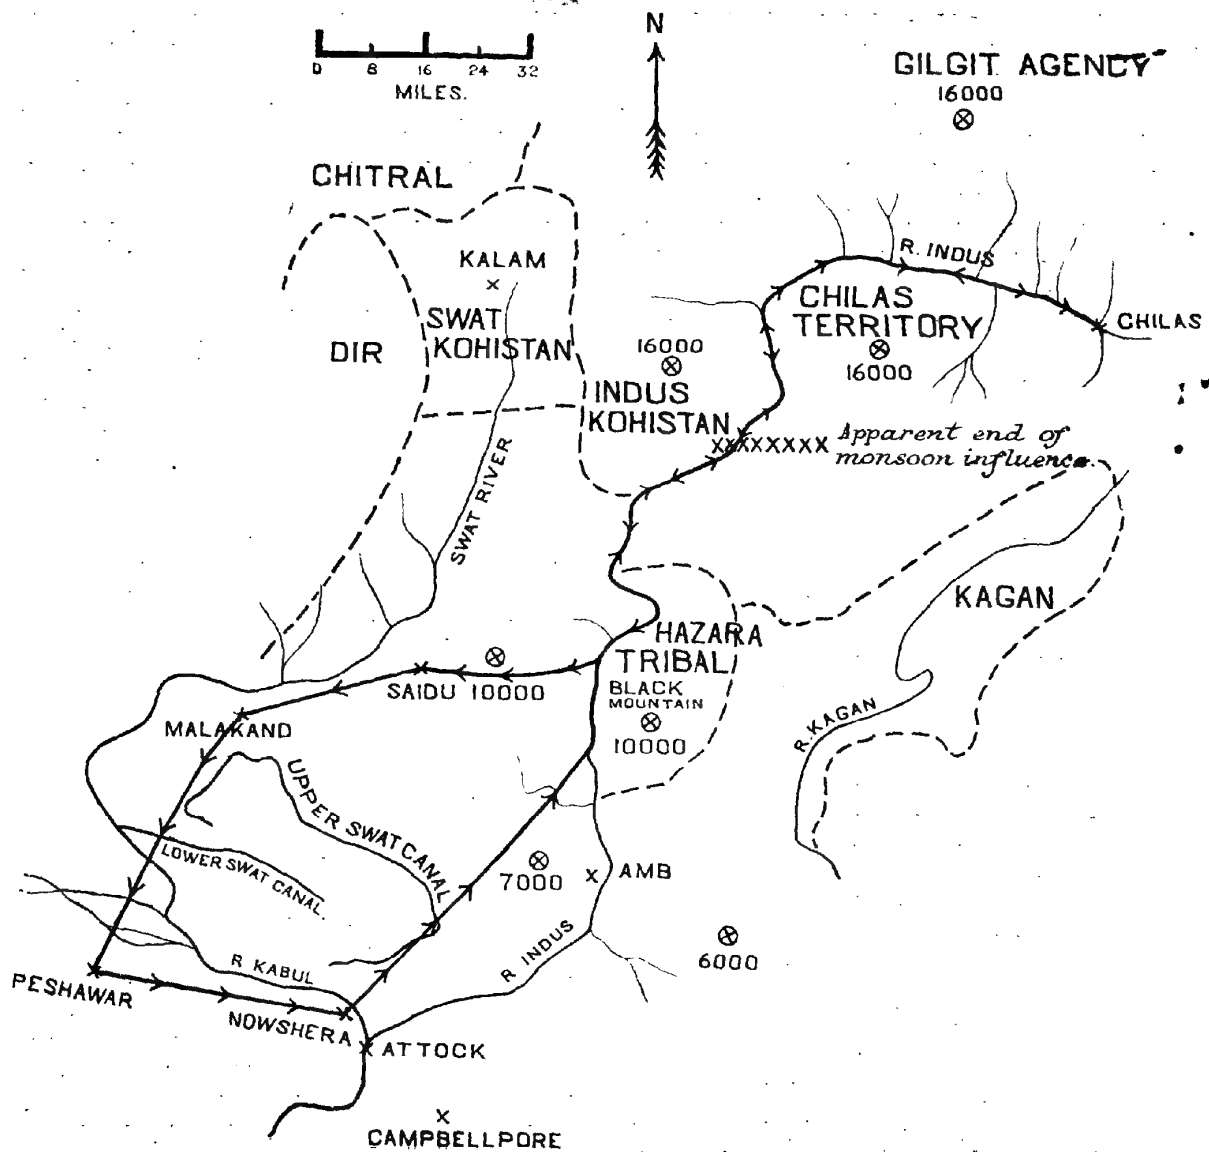 N
0 8 16 24 32
MILES.
GILGIT AGENCY
16000
CHITRAL
R. INDUS
KALAM
CHILAS
TERRITORY
16000
CHILAS
SWAT
KOHISTAN
DIR
16000
INDUS
KOHISTAN
XXXXXXXX Apparent end of
monsoon influence.
SWAT RIVER
KAGAN
HAZARA
TRIBAL
BLACK
MOUNTAIN
10000
SAIDU 10000
R. KAGAN
MALAKAND
UPPER SWAT CANAL
LOWER SWAT CANAL.
7000
AMB
R INDUS
6000
R KABUL
PESHAWAR
NOWSHERA
ATTOCK
CAMPBELLPORE